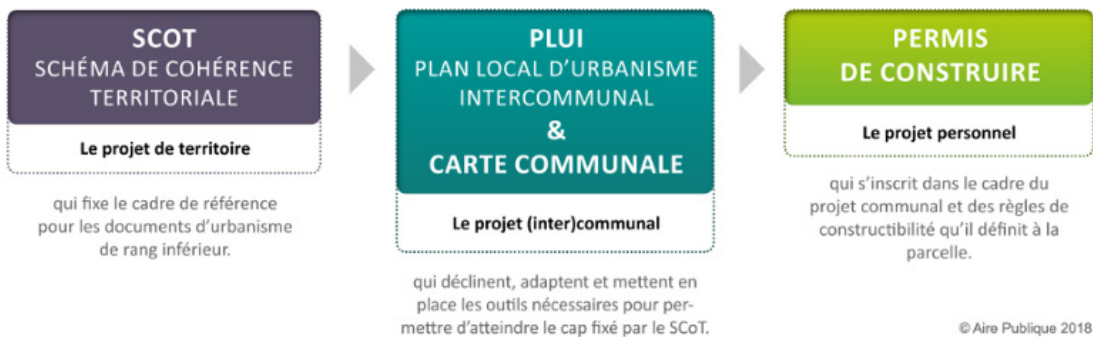 SCOT
SCHÉMA DE COHÉRENCE
TERRITORIALE
Le projet de territoire
qui fixe le cadre de référence
pour les documents d'urbanisme
de rang inférieur.
PLUI
PLAN LOCAL D'URBANISME
INTERCOMMUNAL
&
CARTE COMMUNALE
Le projet (inter)communal
qui déclinent, adaptent et mettent en
place les outils nécessaires pour per-
mettre d'atteindre le cap fixé par le SCoT.
PERMIS
DE CONSTRUIRE
Le projet personnel
qui s'inscrit dans le cadre du
projet communal et des règles de
constructibilité qu'il définit à la
parcelle.
© Aire Publique 2018